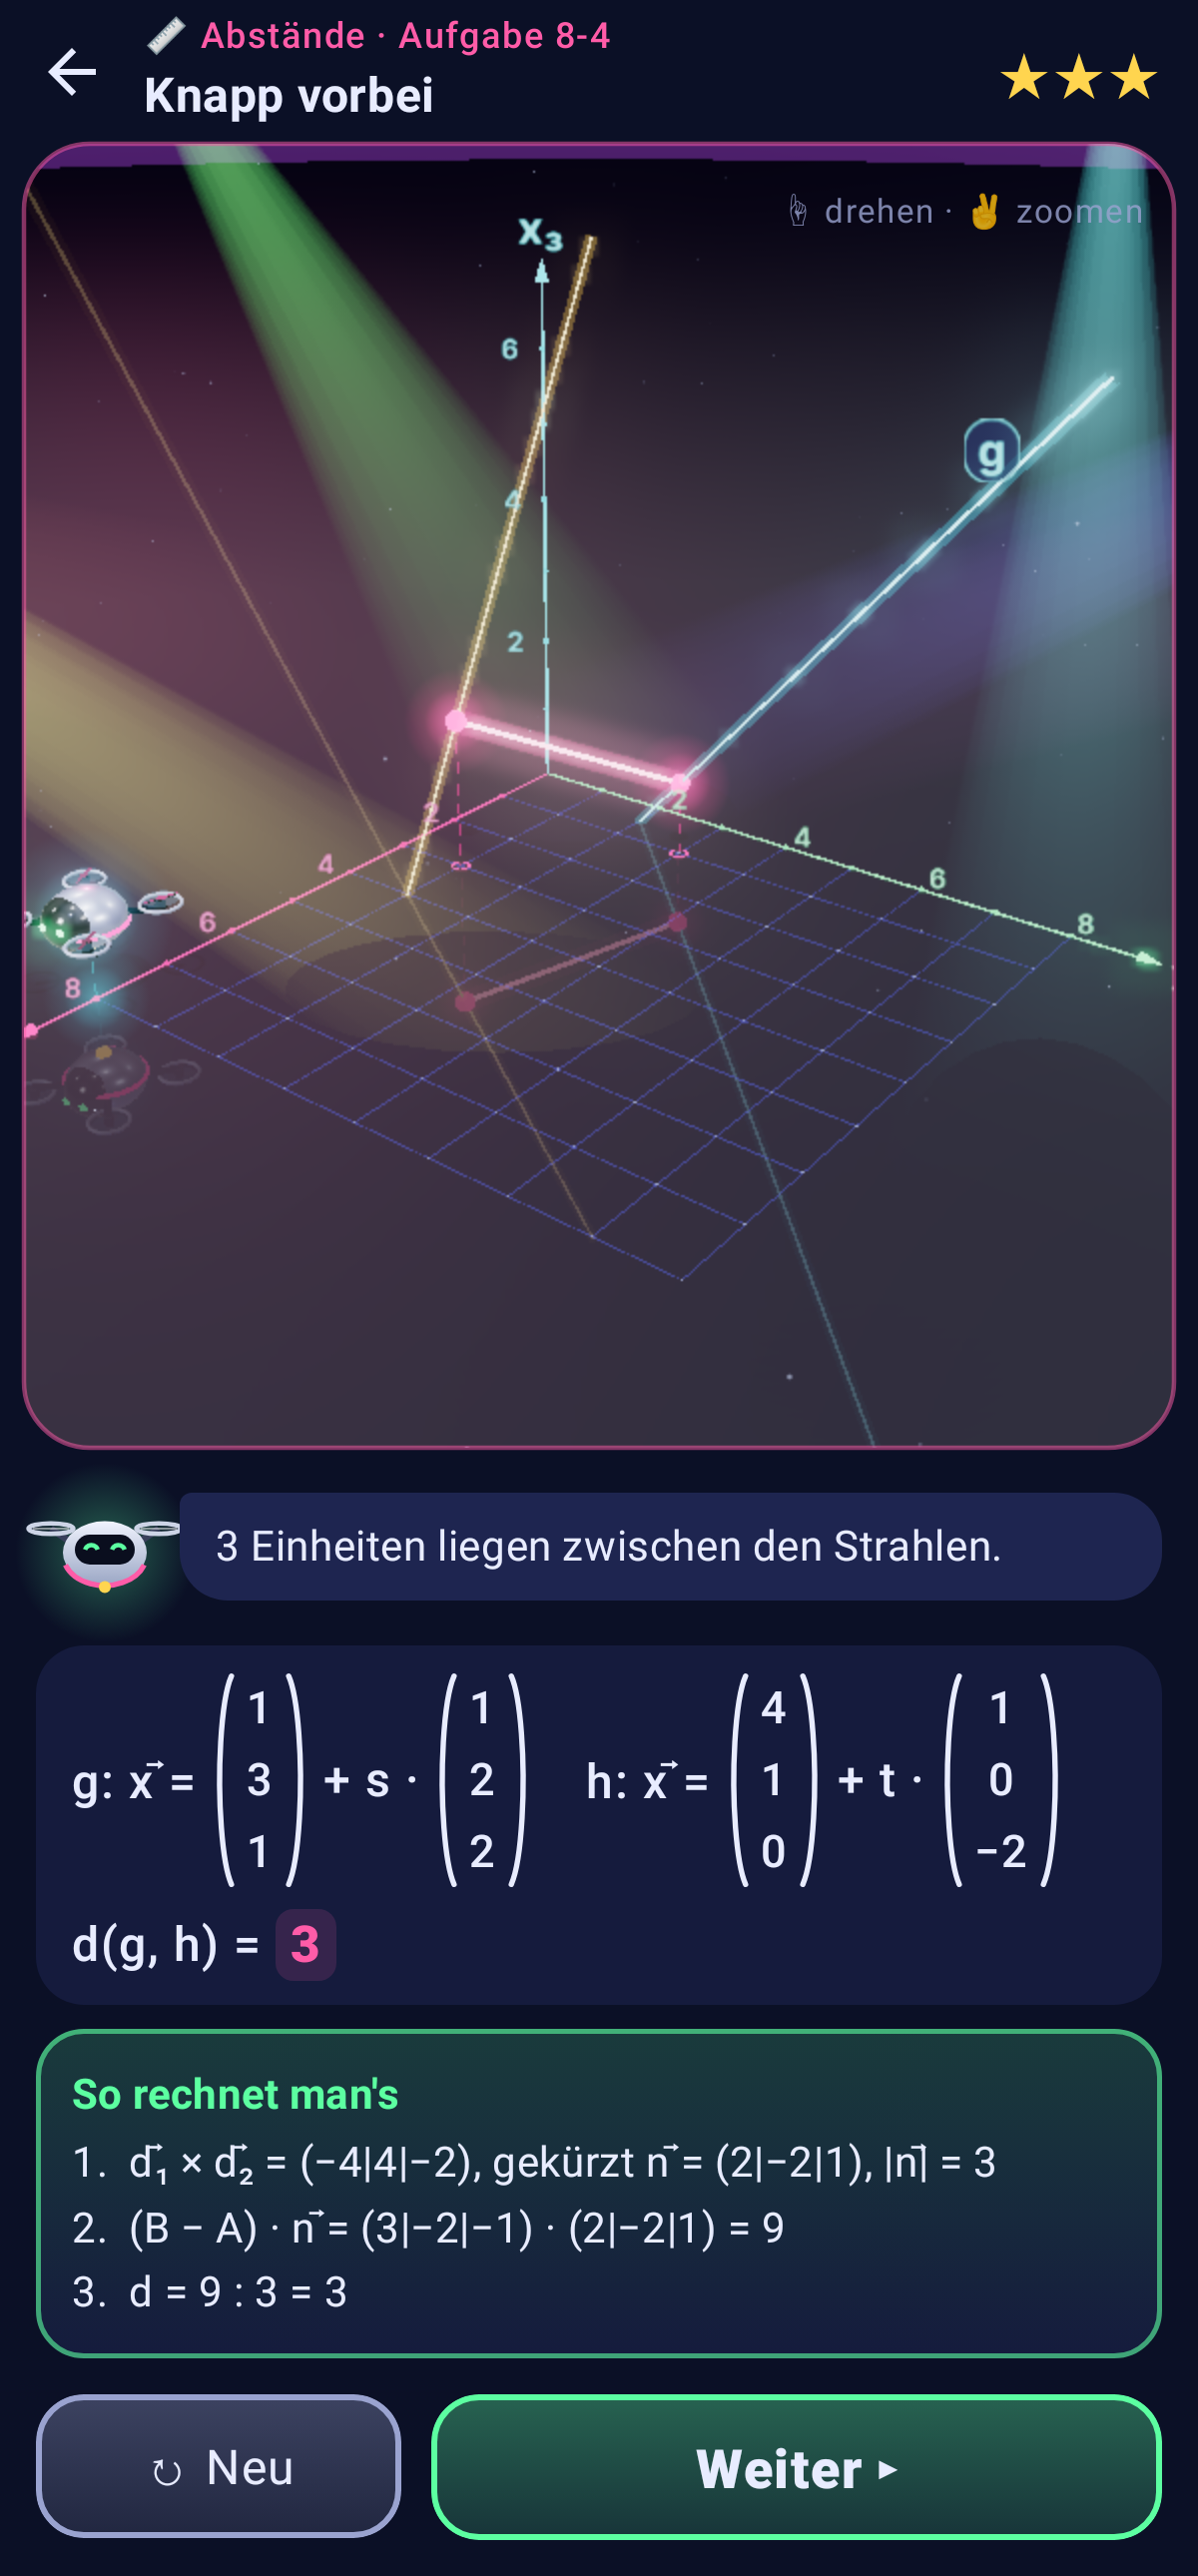 📏 Abstände · Aufgabe 8-4
Knapp vorbei
★★★
☝ drehen · ✌ zoomen
x₃
6
4
2
g
2
4
6
8
2
4
6
8
3 Einheiten liegen zwischen den Strahlen.
g: x⃗ = (1 3 1) + s · (1 2 2)   h: x⃗ = (4 1 0) + t · (1 0 −2)
d(g, h) = 3
So rechnet man's
1. d⃗₁ × d⃗₂ = (−4|4|−2), gekürzt n⃗ = (2|−2|1), |n⃗| = 3
2. (B − A) · n⃗ = (3|−2|−1) · (2|−2|1) = 9
3. d = 9 : 3 = 3
↻ Neu
Weiter ▸